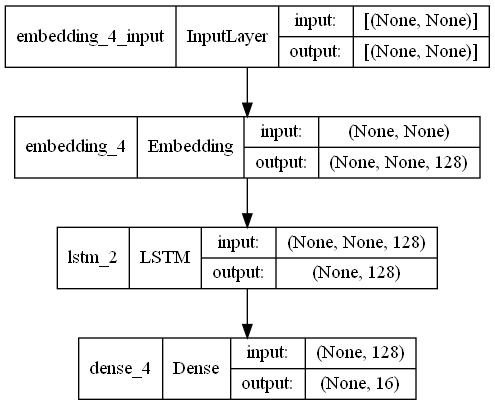 embedding_4_input InputLayer input: [(None, None)]
output: [(None, None)]
embedding_4 Embedding input: (None, None)
output: (None, None, 128)
lstm_2 LSTM input: (None, None, 128)
output: (None, 128)
dense_4 Dense input: (None, 128)
output: (None, 16)